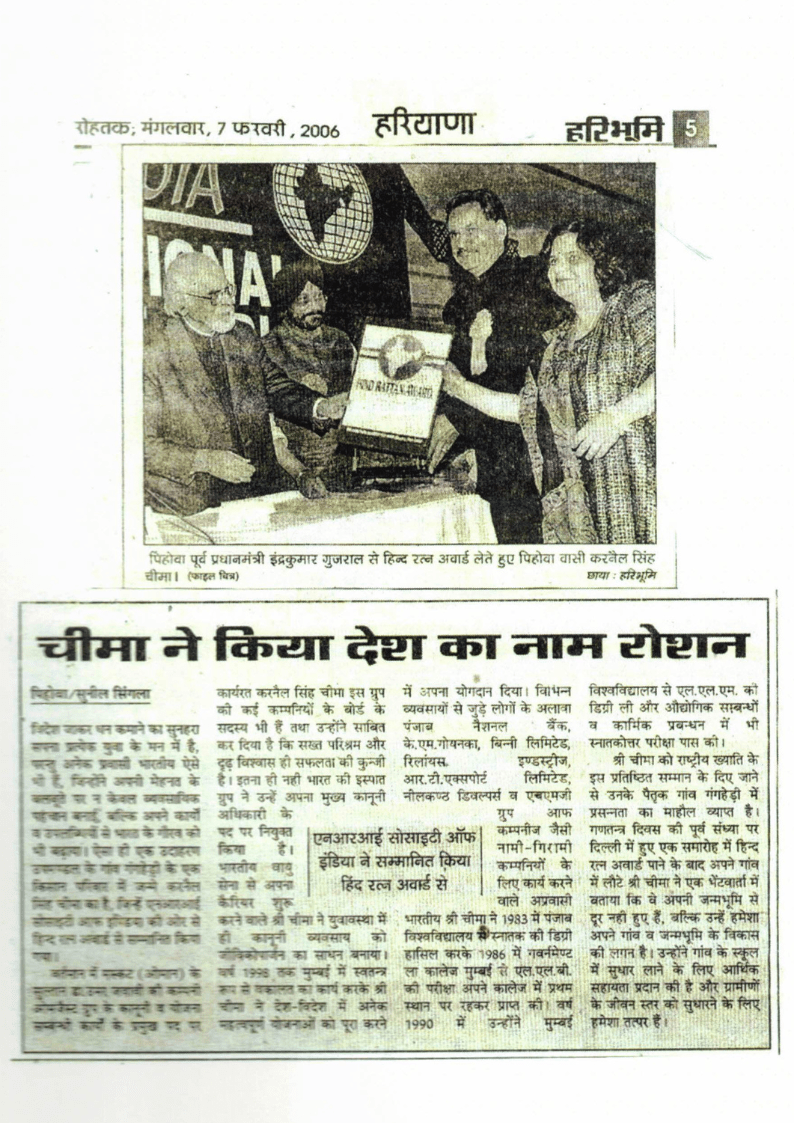 रोहतक, मंगलवार, 7 फरवरी, 2006
हरियाणा
हरिभूमि 5
HIND RATTAN AWARD
पिहोवा पूर्व प्रधानमंत्री इंद्रकुमार गुजराल से हिन्द रत्न अवार्ड लेते हुए पिहोवा वासी करनैल सिंह
चीमा। (फाइल चित्र) छाया : हरिभूमि
चीमा ने किया देश का नाम रोशन
पिहोवा/सुनील सिंगला
विदेश जाकर धन कमाने का सुनहरा
सपना प्रत्येक युवा के मन में है,
परन्तु अनेक प्रवासी भारतीय ऐसे
भी है, जिन्होंने अपनी मेहनत के
बलबूते पर न केवल व्यवसायिक
पहचान बनाई, बल्कि अपने कार्यों
व उपलब्धियों से भारत के गौरव को
भी बढ़ाया। ऐसा ही एक उदाहरण
उपमण्डल के गांव गंगहेड़ी के एक
किसान परिवार में जन्मे करनैल
सिंह चीमा का है, जिन्हें एनआरआई
सोसाइटी आफ इण्डिया की ओर से
हिन्द रत्न अवार्ड से सम्मानित किया
गया।
वर्तमान में मस्कट (ओमान) के
ग्रुप के कानूनी व योजना
सम्बन्धी कार्यों के प्रमुख पद पर
कार्यरत करनैल सिंह चीमा इस ग्रुप
की कई कम्पनियों के बोर्ड के
सदस्य भी हैं तथा उन्होंने साबित
कर दिया है कि सख्त परिश्रम और
दृढ़ विश्वास ही सफलता की कुन्जी
है। इतना ही नही भारत की इस्पात
ग्रुप ने उन्हें अपना मुख्य कानूनी
अधिकारी के
पद पर नियुक्त
किया है।
भारतीय वायु
सेना से अपना
कैरियर शुरू
करने वाले श्री चीमा ने युवावस्था में
ही कानूनी व्यवसाय को
जीविकोपार्जन का साधन बनाया।
वर्ष 1998 तक मुम्बई में स्वतन्त्र
रूप से वकालत का कार्य करके श्री
चीमा ने देश-विदेश में अनेक
महत्वपूर्ण योजनाओं को पूरा करने
एनआरआई सोसाइटी ऑफ
इंडिया ने सम्मानित किया
हिंद रत्न अवार्ड से
में अपना योगदान दिया। विभिन्न
व्यवसायों से जुड़े लोगों के अलावा
पंजाब नैशनल बैंक,
के.एम.गोयनका, बिन्नी लिमिटेड,
रिलांयस. इण्डस्ट्रीज,
आर.टी.एक्सपोर्ट लिमिटेड,
नीलकण्ठ डिवल्पर्स व एबएमजी
ग्रुप आफ
कम्पनीज जैसी
नामी-गिरामी
कम्पनियों के
लिए कार्य करने
वाले अप्रवासी
भारतीय श्री चीमा ने 1983 में पंजाब
विश्वविद्यालय से स्नातक की डिग्री
हासिल करके 1986 में गवर्नमेण्ट
ला कालेज मुम्बई से एल.एल.बी.
की परीक्षा अपने कालेज में प्रथम
स्थान पर रहकर प्राप्त की। वर्ष
1990 में उन्होंने मुम्बई
विश्वविद्यालय से एल.एल.एम. की
डिग्री ली और औद्योगिक सम्बन्धों
व कार्मिक प्रबन्धन में भी
स्नातकोत्तर परीक्षा पास की।
श्री चीमा को राष्ट्रीय ख्याति के
इस प्रतिष्ठित सम्मान के दिए जाने
से उनके पैतृक गांव गंगहेड़ी में
प्रसन्नता का माहौल व्याप्त है।
गणतन्त्र दिवस की पूर्व संध्या पर
दिल्ली में हुए एक समारोह में हिन्द
रत्न अवार्ड पाने के बाद अपने गांव
में लौटे श्री चीमा ने एक भेंटवार्ता में
बताया कि वे अपनी जन्मभूमि से
दूर नही हुए हैं, बल्कि उन्हें हमेशा
अपने गांव व जन्मभूमि के विकास
की लगन है। उन्होंने गांव के स्कूल
में सुधार लाने के लिए आर्थिक
सहायता प्रदान की है और ग्रामीणों
के जीवन स्तर को सुधारने के लिए
हमेशा तत्पर हैं।